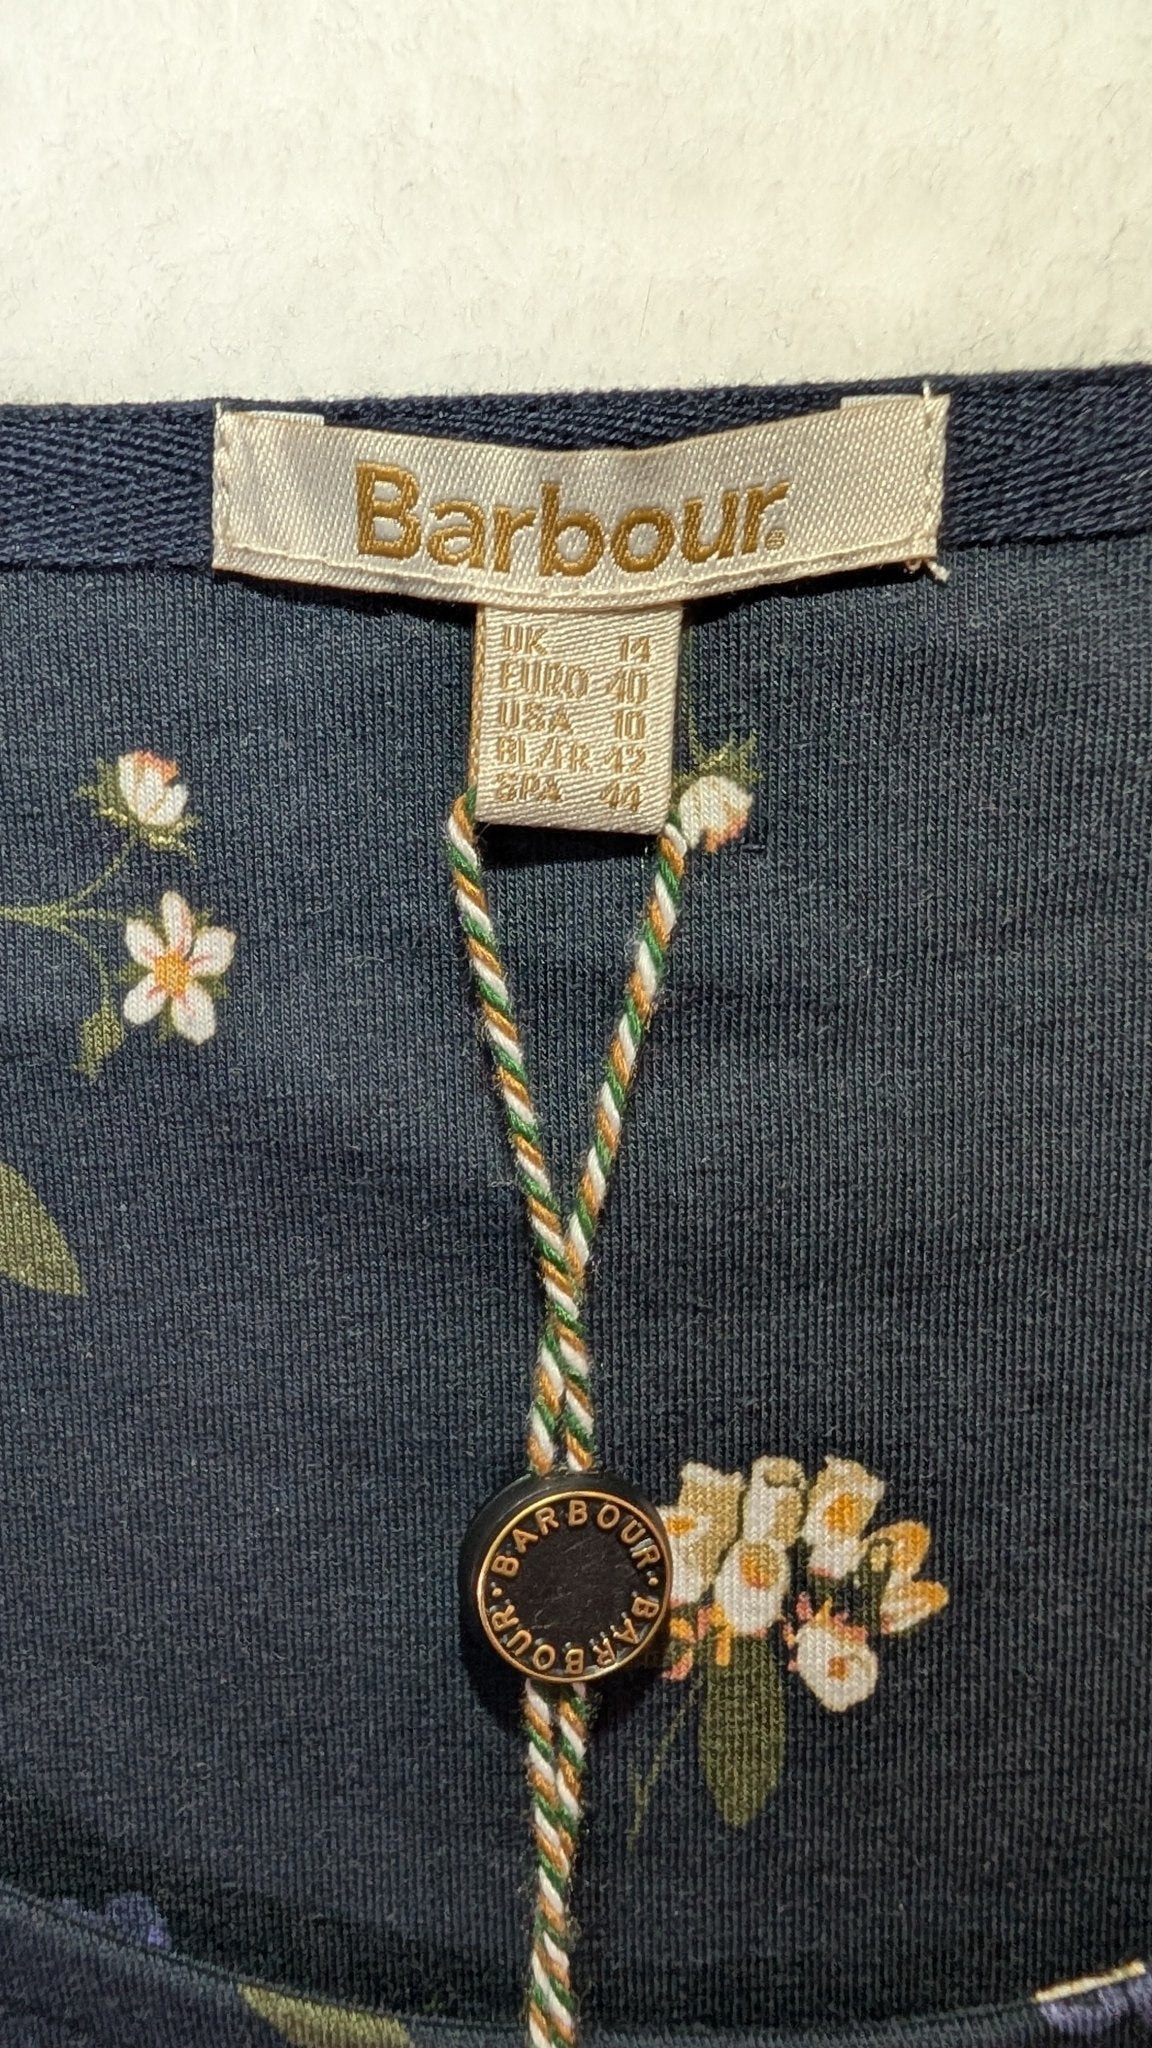 Barbour®
UK 14
EURO 40
USA 10
BL/FR 42
SPA 44
BARBOUR · BARBOUR ·